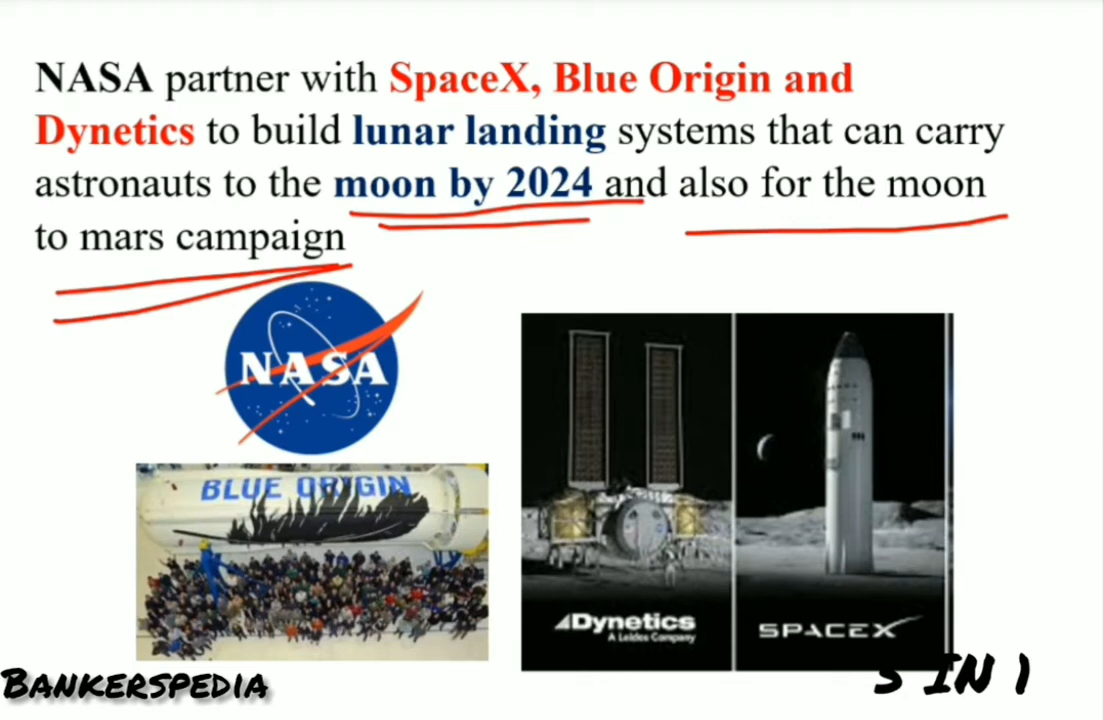 NASA partner with SpaceX, Blue Origin and
Dynetics to build lunar landing systems that can carry
astronauts to the moon by 2024 and also for the moon
to mars campaign
NASA
BLUE ORIGIN
Dynetics
A Leidos Company
SPACEX
BANKERSPEDIA
5 IN 1